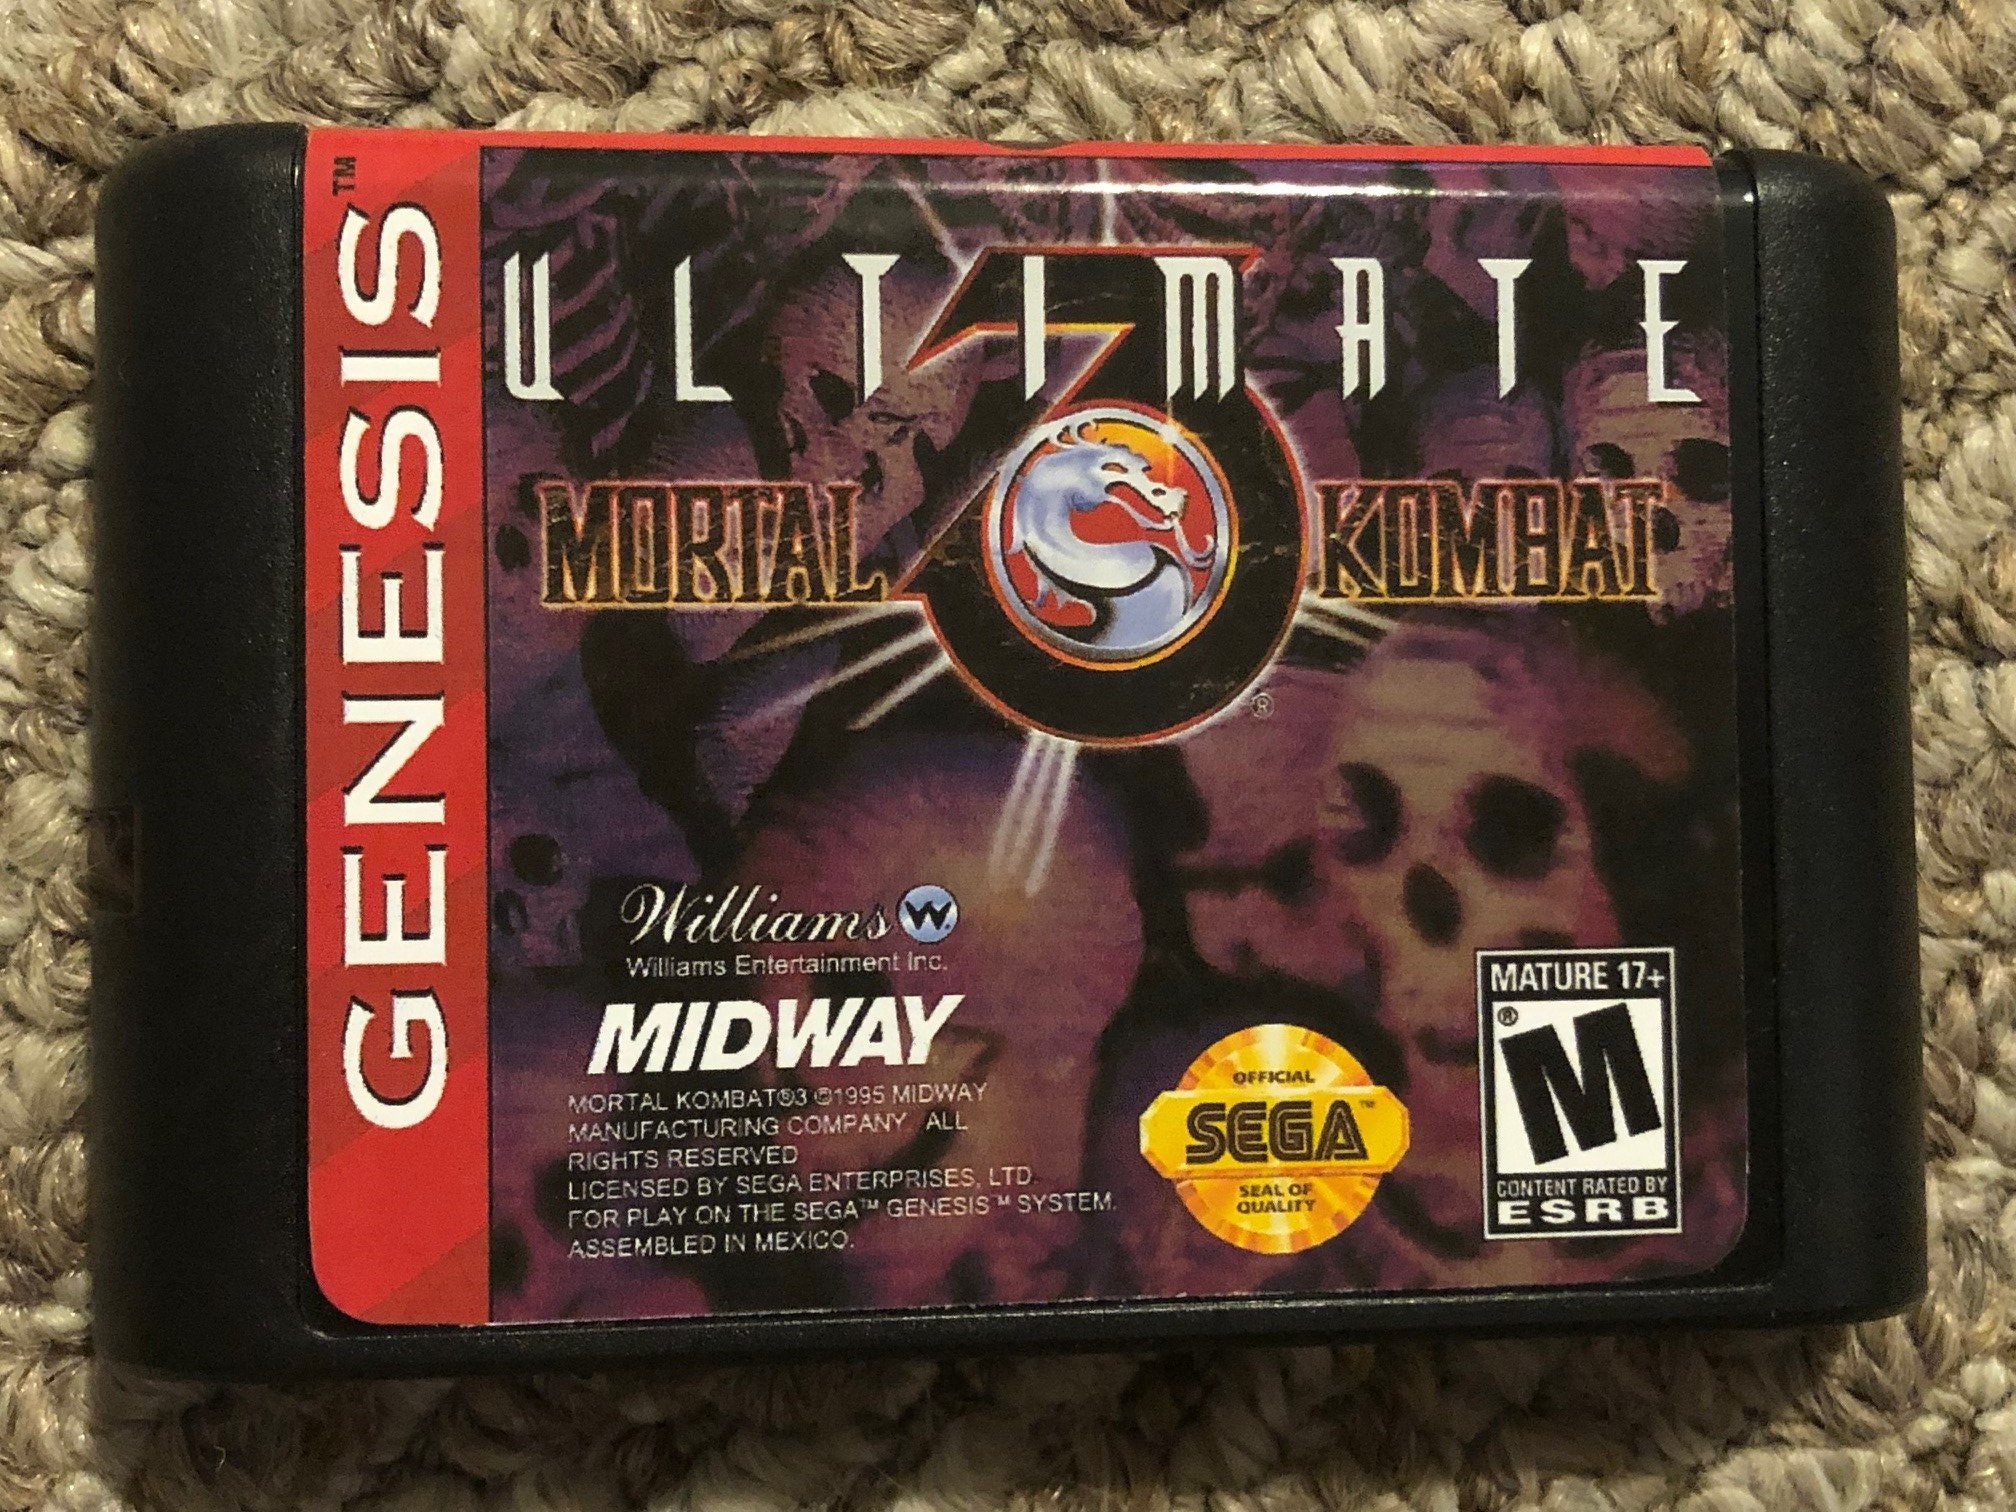 GENESIS™
ULTIMATE
3
MORTAL KOMBAT
®
Williams W
Williams Entertainment Inc.
MIDWAY
MORTAL KOMBAT®3 ©1995 MIDWAY
MANUFACTURING COMPANY. ALL
RIGHTS RESERVED
LICENSED BY SEGA ENTERPRISES, LTD.
FOR PLAY ON THE SEGA™ GENESIS™ SYSTEM.
ASSEMBLED IN MEXICO.
OFFICIAL
SEGA™
SEAL OF
QUALITY
MATURE 17+
® M
CONTENT RATED BY
ESRB